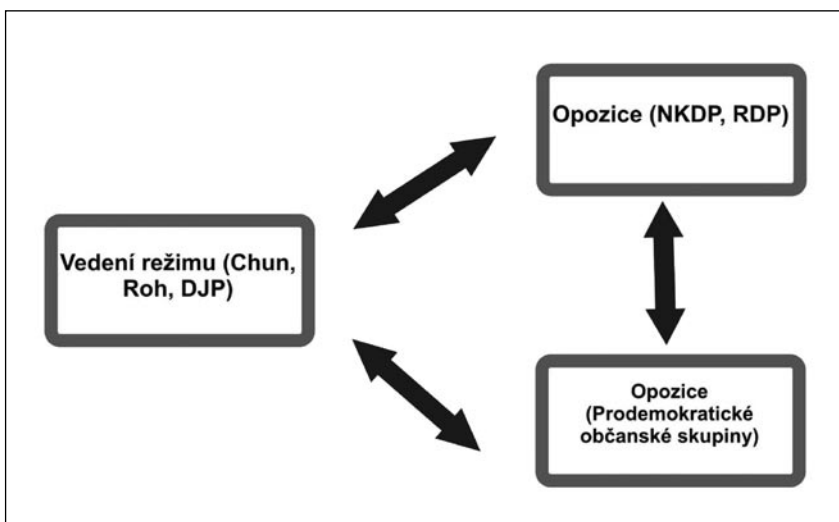 Opozice (NKDP, RDP)
Vedení režimu (Chun,
Roh, DJP)
Opozice
(Prodemokratické
občanské skupiny)